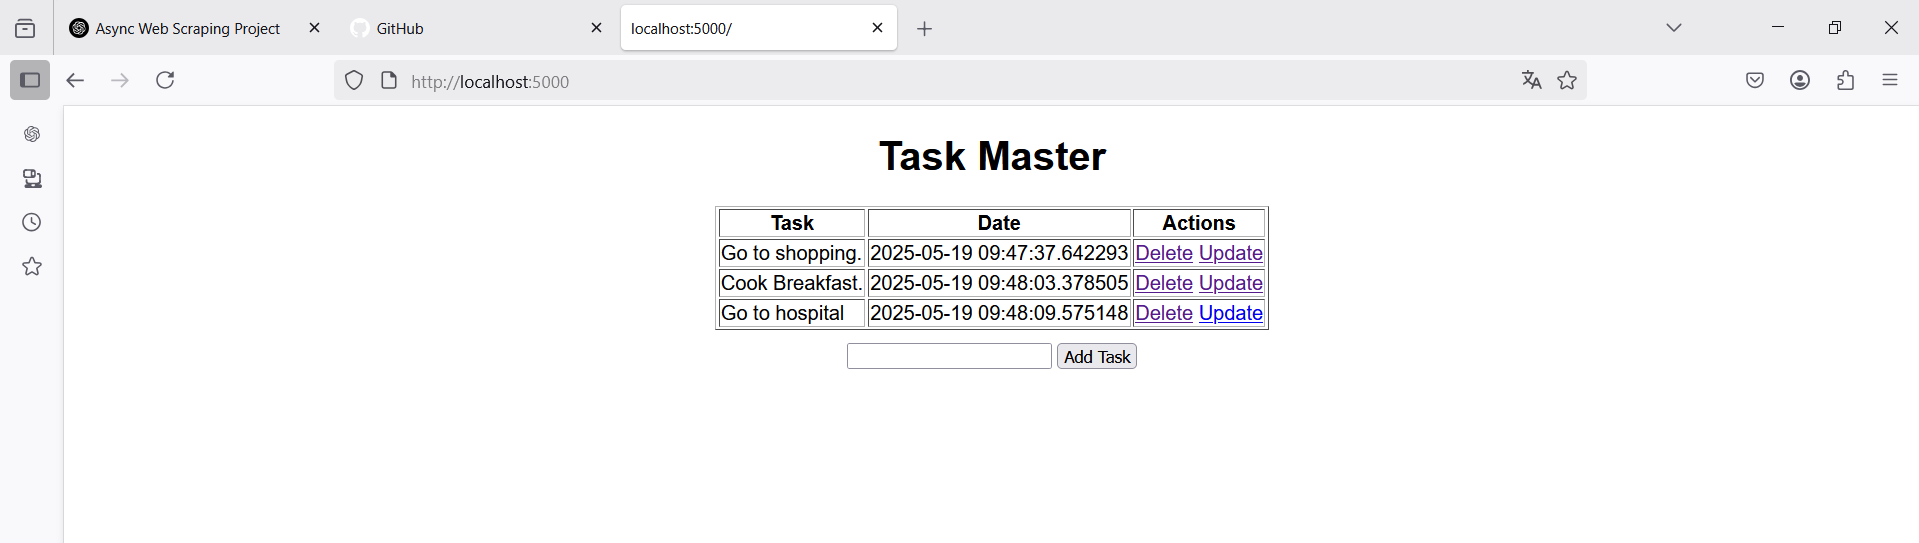 Async Web Scraping Project
GitHub
localhost:5000/
http://localhost:5000
Task Master
Task Date Actions
Go to shopping. 2025-05-19 09:47:37.642293 Delete Update
Cook Breakfast. 2025-05-19 09:48:03.378505 Delete Update
Go to hospital 2025-05-19 09:48:09.575148 Delete Update
Add Task